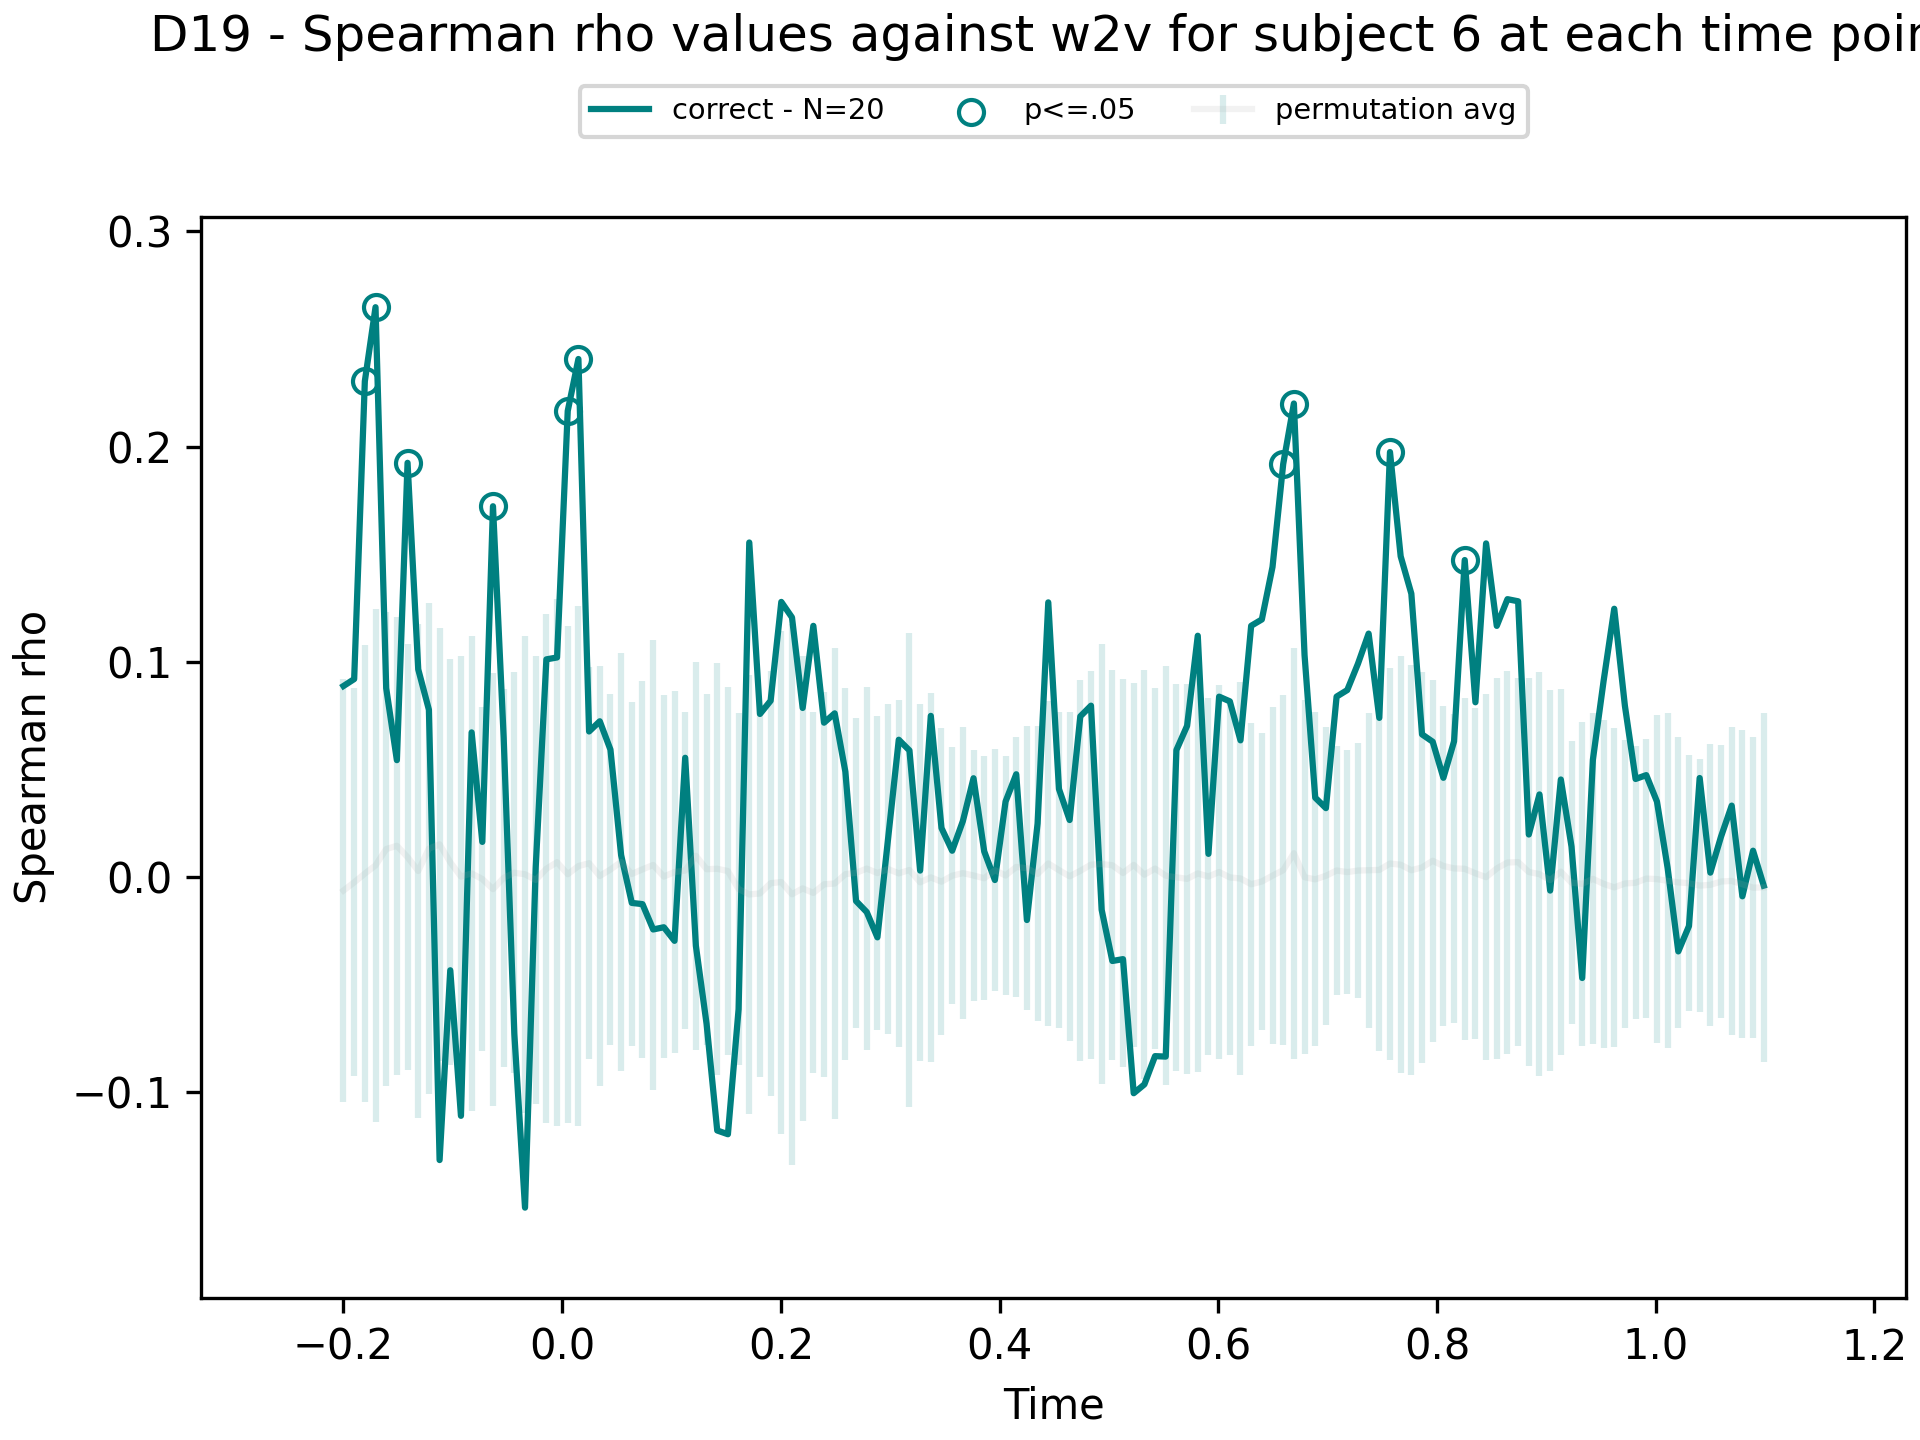 D19 - Spearman rho values against w2v for subject 6 at each time
correct - N=20 p<=.05 permutation avg
Spearman rho
0.3
0.2
0.1
0.0
−0.1
−0.2 0.0 0.2 0.4 0.6 0.8 1.0 1.2
Time